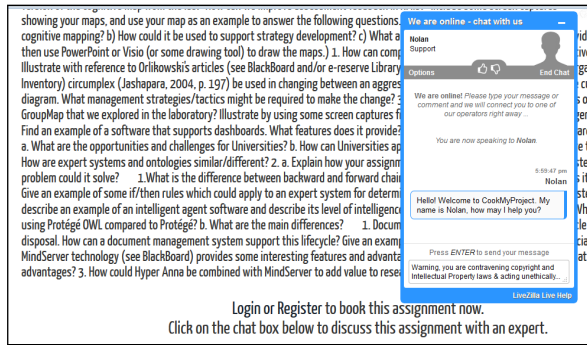 showing your maps, and use your map as an example to answer the following questions.
cognitive mapping? b) How could it be used to support strategy development? c) What a
then use PowerPoint or Visio (or some drawing tool) to draw the maps.) 1. How can comp
Illustrate with reference to Orlikowski's articles (see BlackBoard and/or e-reserve Library
Inventory) circumplex (Jashapara, 2004, p. 197) be used in changing between an aggres
diagram. What management strategies/tactics might be required to make the change? 3
GroupMap that we explored in the laboratory? Illustrate by using some screen captures f
Find an example of a software that supports dashboards. What features does it provide?
a. What are the opportunities and challenges for Universities? b. How can Universities ap
How are expert systems and ontologies similar/different? 2. a. Explain how your assignm
problem could it solve? 1.What is the difference between backward and forward chai
Give an example of some if/then rules which could apply to an expert system for determi
describe an example of an intelligent agent software and describe its level of intelligence
using Protégé OWL compared to Protégé? b. What are the main differences? 1. Docum
disposal. How can a document management system support this lifecycle? Give an examp
MindServer technology (see BlackBoard) provides some interesting features and advanta
advantages? 3. How could Hyper Anna be combined with MindServer to add value to resea
Login or Register to book this assignment now.
Click on the chat box below to discuss this assignment with an expert.
We are online - chat with us
Nolan
Support
Options
End Chat
We are online! Please type your message or
comment and we will connect you to one of
our operators right away ..
You are now speaking to Nolan.
5:59:47 pm
Nolan
Hello! Welcome to CookMyProject. My
name is Nolan, how may I help you?
Press ENTER to send your message
Warning, you are contravening copyright and
Intellectual Property laws & acting unethically...
LiveZilla Live Help